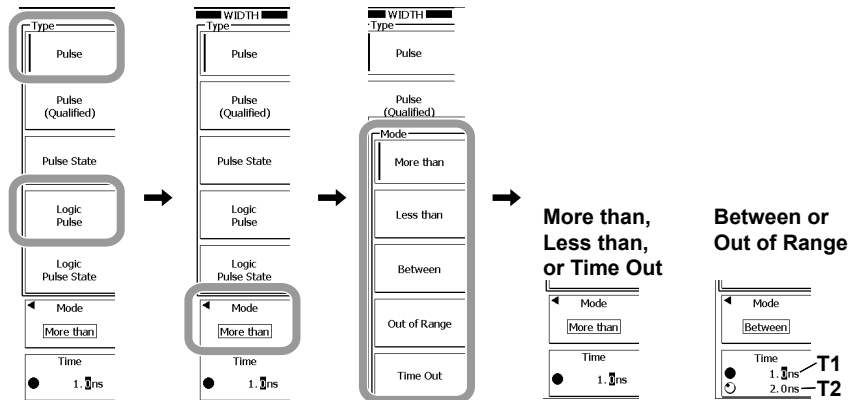 Type
Pulse
Pulse
(Qualified)
Pulse State
Logic
Pulse
Logic
Pulse State
Mode
More than
Time
1.0ns
WIDTH
Type
Pulse
Pulse
(Qualified)
Pulse State
Logic
Pulse
Logic
Pulse State
Mode
More than
Time
1.0ns
WIDTH
Type
Pulse
Pulse
(Qualified)
Mode
More than
Less than
Between
Out of Range
Time Out
More than,
Less than,
or Time Out
Mode
More than
Time
1.0ns
Between or
Out of Range
Mode
Between
Time
1.0ns T1
2.0ns T2